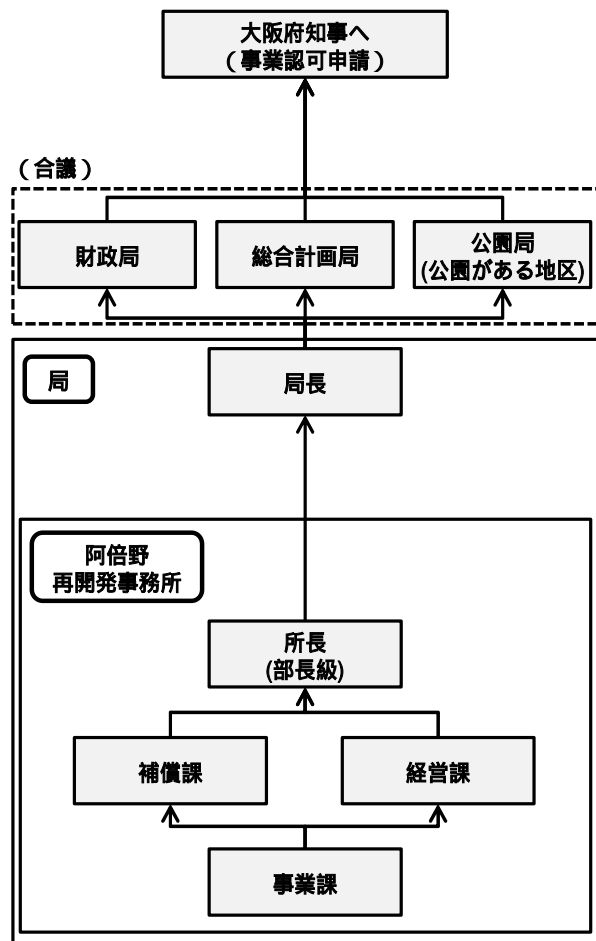 大阪府知事へ
（事業認可申請）
（合議）
財政局
総合計画局
公園局
(公園がある地区)
局
局長
阿倍野
再開発事務所
所長
(部長級)
補償課
経営課
事業課